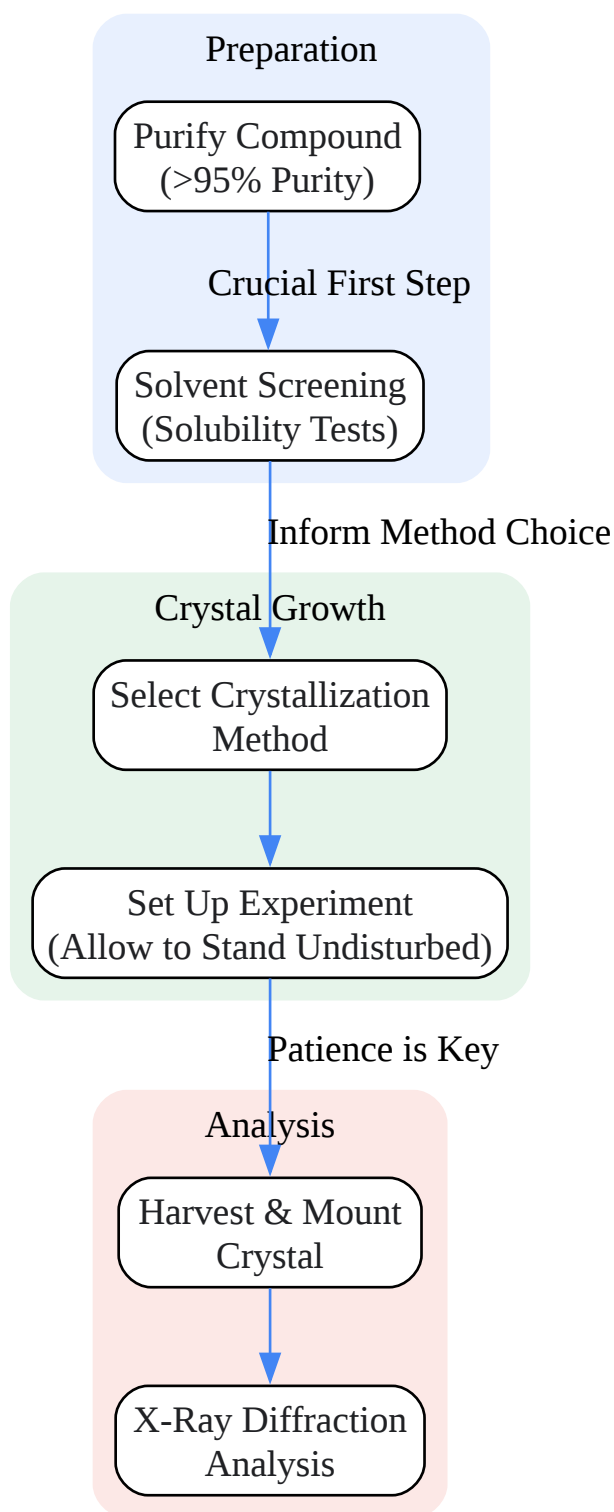 Preparation
Purify Compound
(>95% Purity)
Crucial First Step
Solvent Screening
(Solubility Tests)
Inform Method Choice
Crystal Growth
Select Crystallization
Method
Set Up Experiment
(Allow to Stand Undisturbed)
Patience is Key
Analysis
Harvest & Mount
Crystal
X-Ray Diffraction
Analysis